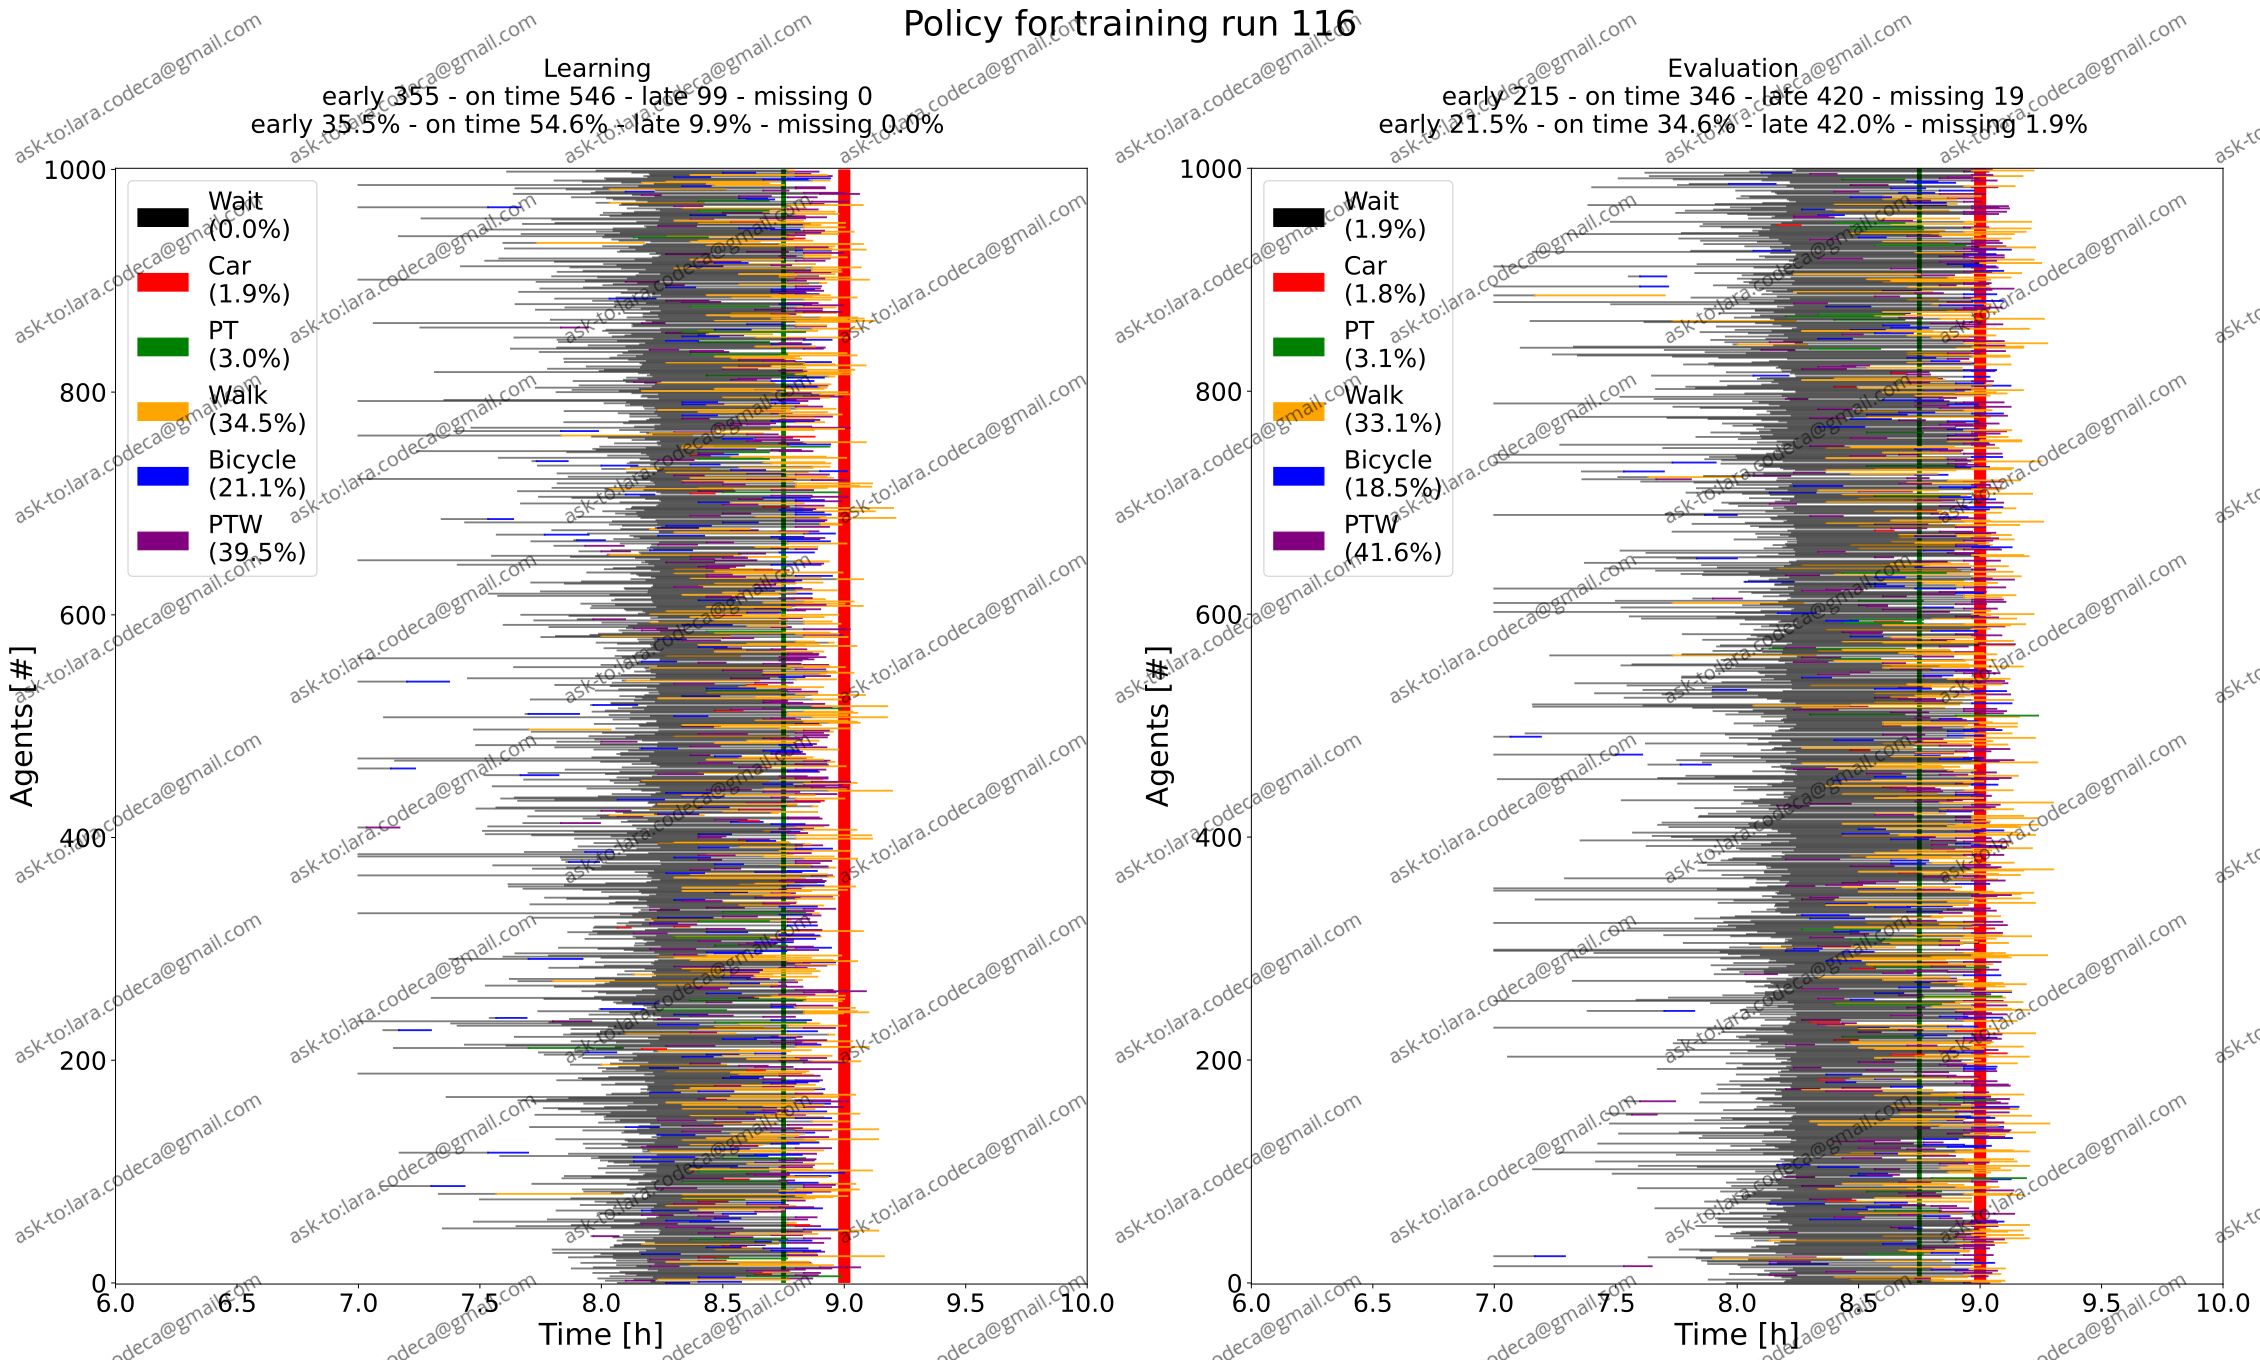 Policy for training run 116
Learning
early 355 - on time 546 - late 99 - missing 0
early 35.5% - on time 54.6% - late 9.9% - missing 0.0%
Evaluation
early 215 - on time 346 - late 420 - missing 19
early 21.5% - on time 34.6% - late 42.0% - missing 1.9%
Wait
(0.0%)
Car
(1.9%)
PT
(3.0%)
Walk
(34.5%)
Bicycle
(21.1%)
PTW
(39.5%)
1000
800
600
400
200
0
Agents [#]
6.0 6.5 7.0 7.5 8.0 8.5 9.0 9.5 10.0
Time [h]
Wait
(1.9%)
Car
(1.8%)
PT
(3.1%)
Walk
(33.1%)
Bicycle
(18.5%)
PTW
(41.6%)
1000
800
600
400
200
0
Agents [#]
6.0 6.5 7.0 7.5 8.0 8.5 9.0 9.5 10.0
Time [h]
ask-to:lara.codeca@gmail.com